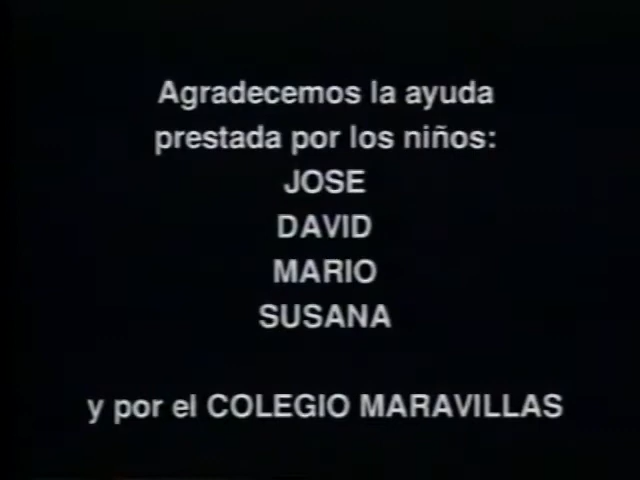 Agradecemos la ayuda
prestada por los niños:
JOSE
DAVID
MARIO
SUSANA
y por el COLEGIO MARAVILLAS